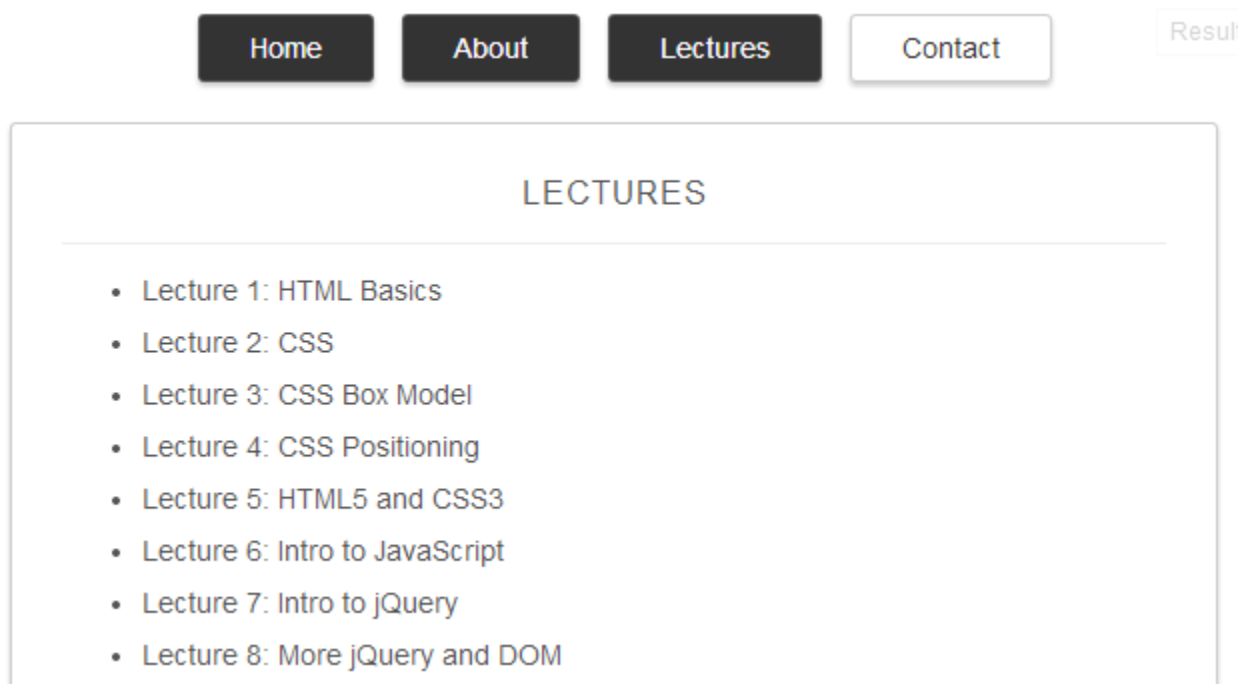 Home About Lectures Contact
LECTURES
• Lecture 1: HTML Basics
• Lecture 2: CSS
• Lecture 3: CSS Box Model
• Lecture 4: CSS Positioning
• Lecture 5: HTML5 and CSS3
• Lecture 6: Intro to JavaScript
• Lecture 7: Intro to jQuery
• Lecture 8: More jQuery and DOM